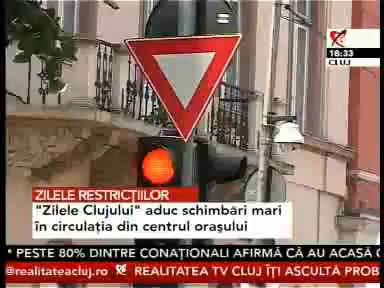 18:33
CLUJ
ZILELE RESTRICȚIILOR
"Zilele Clujului" aduc schimbări mari
în circulația din centrul orașului
* PESTE 80% DINTRE CONAȚIONALI AFIRMĂ CĂ AU ACASĂ
@realitateacluj.ro REALITATEA TV CLUJ ÎȚI ASCULTĂ PROB